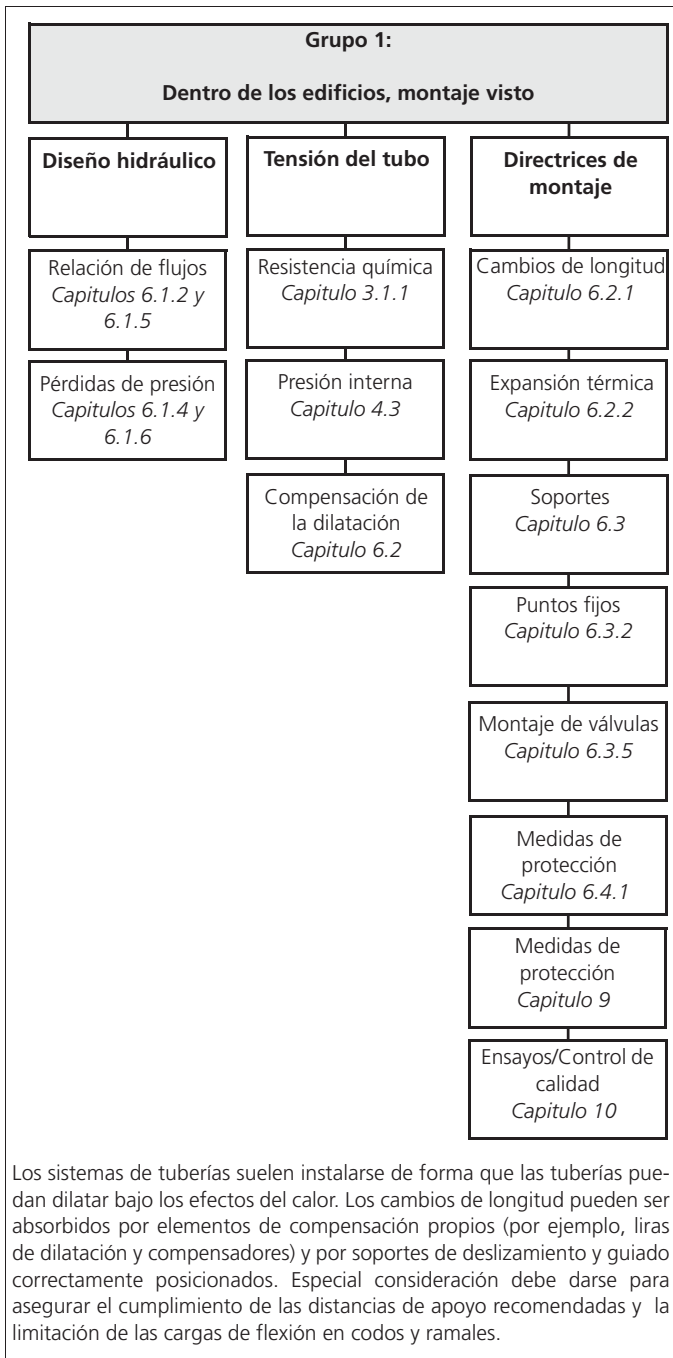 Grupo 1:
Dentro de los edificios, montaje visto
Diseño hidráulico
Relación de flujos
Capitulos 6.1.2 y
6.1.5
Pérdidas de presión
Capitulos 6.1.4 y
6.1.6
Tensión del tubo
Resistencia química
Capitulo 3.1.1
Presión interna
Capitulo 4.3
Compensación de
la dilatación
Capitulo 6.2
Directrices de
montaje
Cambios de longitud
Capitulo 6.2.1
Expansión térmica
Capitulo 6.2.2
Soportes
Capitulo 6.3
Puntos fijos
Capitulo 6.3.2
Montaje de válvulas
Capitulo 6.3.5
Medidas de
protección
Capitulo 6.4.1
Medidas de
protección
Capitulo 9
Ensayos/Control de
calidad
Capitulo 10
Los sistemas de tuberías suelen instalarse de forma que las tuberías pue-
dan dilatar bajo los efectos del calor. Los cambios de longitud pueden ser
absorbidos por elementos de compensación propios (por ejemplo, liras
de dilatación y compensadores) y por soportes de deslizamiento y guiado
correctamente posicionados. Especial consideración debe darse para
asegurar el cumplimiento de las distancias de apoyo recomendadas y la
limitación de las cargas de flexión en codos y ramales.